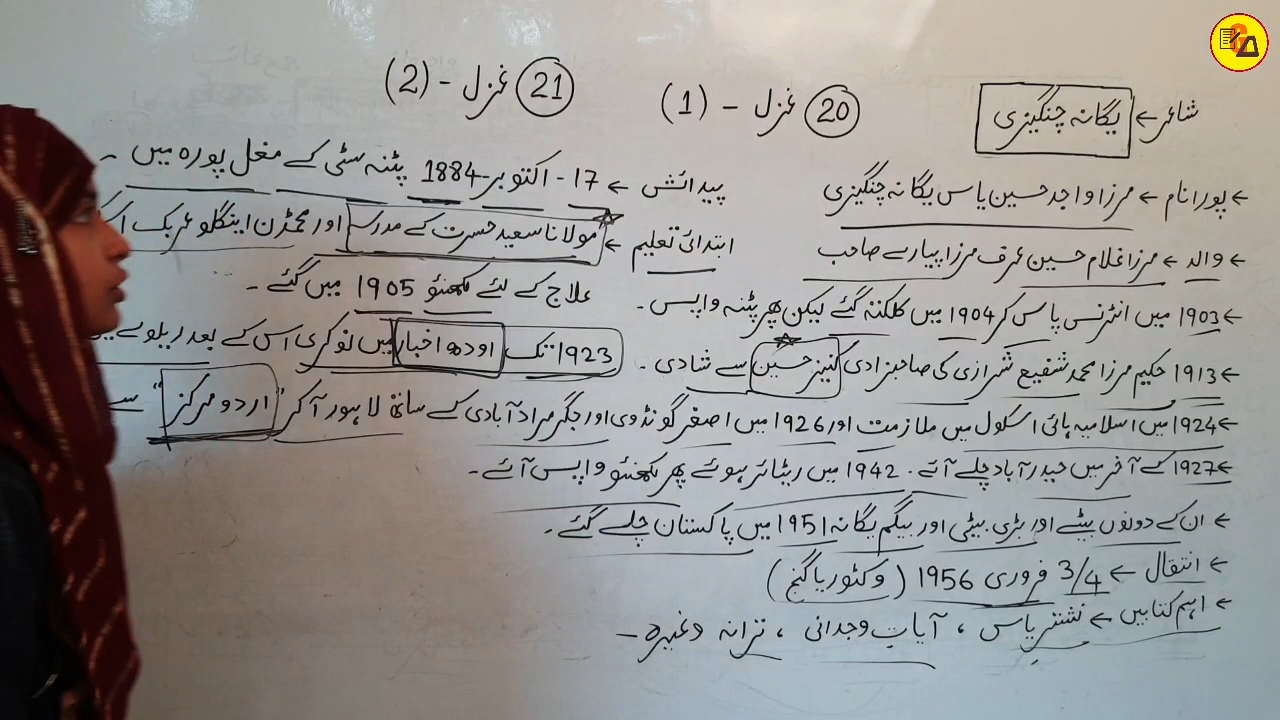 شاعر ← یگانہ چنگیزی
20 غزل - (1)
21 غزل - (2)
← پورا نام ← مرزا واجد حسین یاس یگانہ چنگیزی
پیدائش ← 17 - اکتوبر - 1884 پٹنہ سٹی کے مغل پورہ میں ۔
← والد ← مرزا غلام حسین عرف مرزا پیارے صاحب
ابتدائی تعلیم ← مولانا سعید حسرت کے مدرسہ اور محمڈن اینگلو عربک
← 1903 میں انٹرنس پاس کر 1904 میں کلکتہ گئے لیکن پھر پٹنہ واپس ۔
علاج کے لئے لکھنؤ 1905 میں گئے ۔
← 1913 حکیم مرزا محمد شفیع شرازی کی صاحبزادی کنیز حسین سے شادی ۔
1923 تک اودھ اخبار میں نوکری اس کے بعد ریلوے
← 1924 میں اسلامیہ ہائی اسکول میں ملازمت اور 1926 میں اصغر گونڈوی اور جگر مرادآبادی کے ساتھ لاہور آکر "اردو مرکز" سے
← 1927 کے آخر میں حیدرآباد چلے آئے . 1942 میں ریٹائر ہوئے پھر لکھنؤ واپس آئے ۔
← ان کے دونوں بیٹے اور بڑی بیٹی اور بیگم یگانہ 1951 میں پاکستان چلے گئے ۔
← انتقال ← 3/4 فروری 1956 (وکٹوریا گنج)
← اہم کتابیں ← نشترِ یاس ، آیاتِ وجدانی ، ترانہ وغیرہ ۔